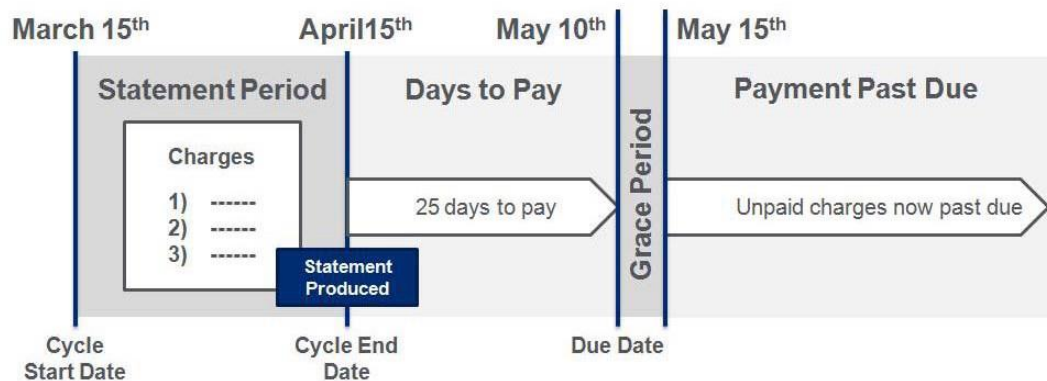 March 15th
April15th
May 10th
May 15th
Statement Period
Days to Pay
Grace Period
Payment Past Due
Charges
1) ------
2) ------
3) ------
25 days to pay
Unpaid charges now past due
Statement
Produced
Cycle
Start Date
Cycle End
Date
Due Date